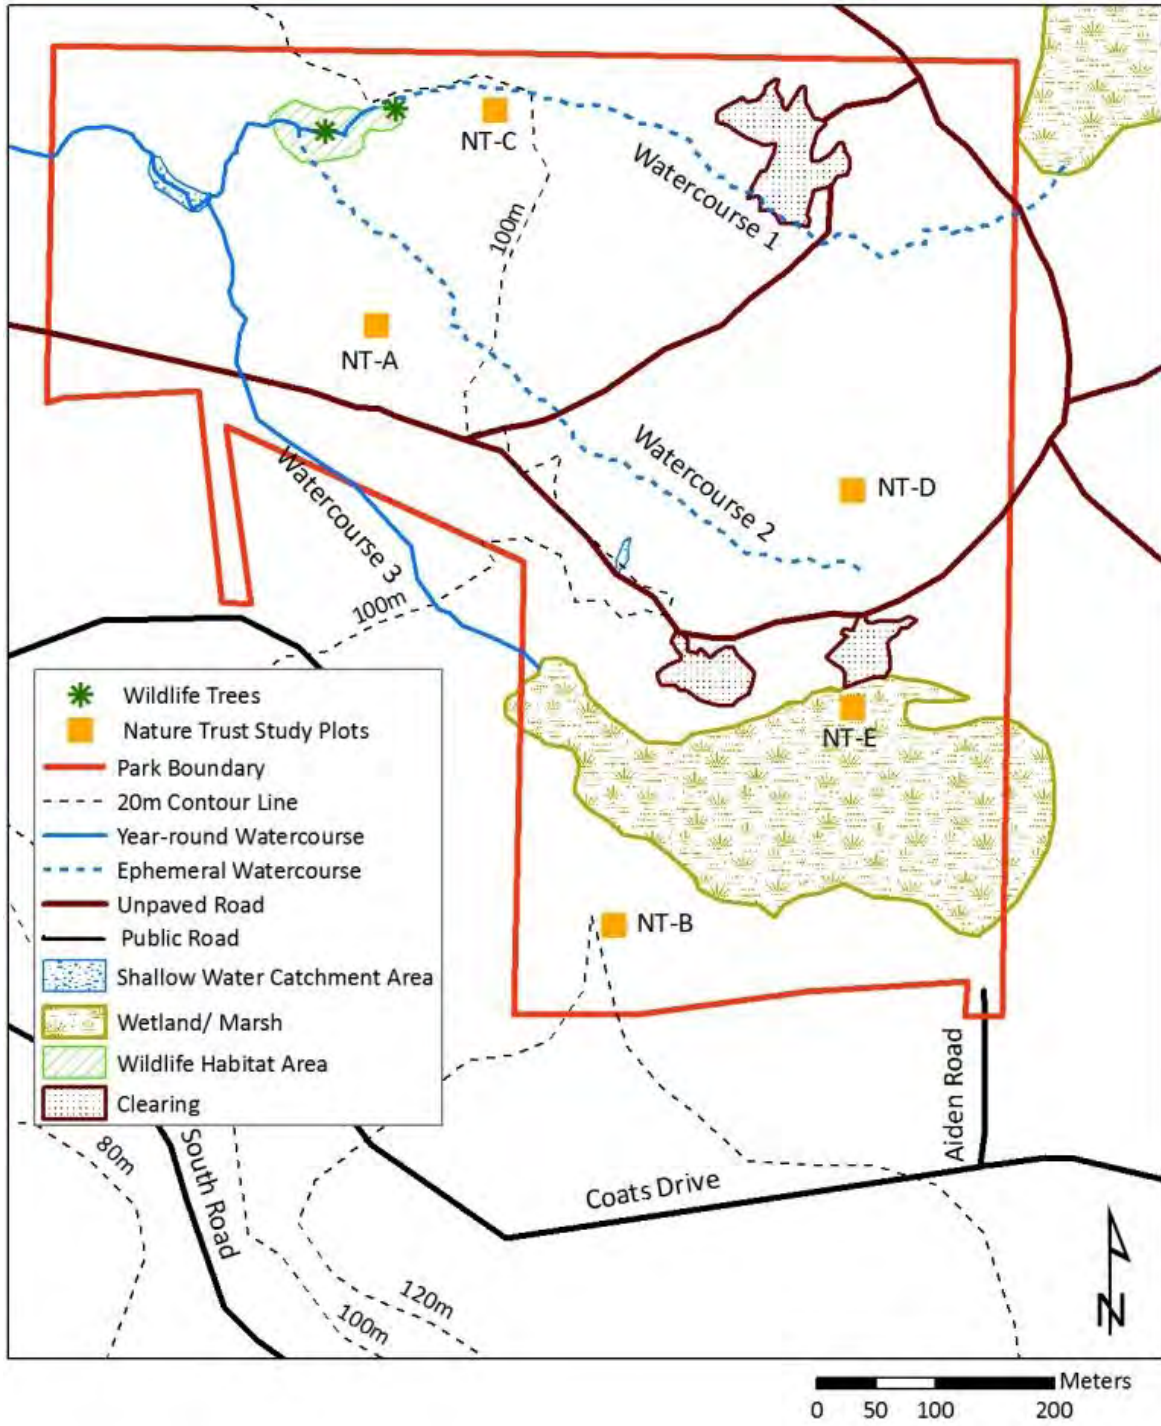 NT-C
Watercourse 1
100m
NT-A
Watercourse 2
NT-D
Watercourse 3
100m
Wildlife Trees
Nature Trust Study Plots
NT-E
Park Boundary
20m Contour Line
Year-round Watercourse
Ephemeral Watercourse
Unpaved Road
NT-B
Public Road
Shallow Water Catchment Area
Wetland/ Marsh
Wildlife Habitat Area
Clearing
Aiden Road
80m
South Road
Coats Drive
120m
100m
N
Meters
0 50 100 200